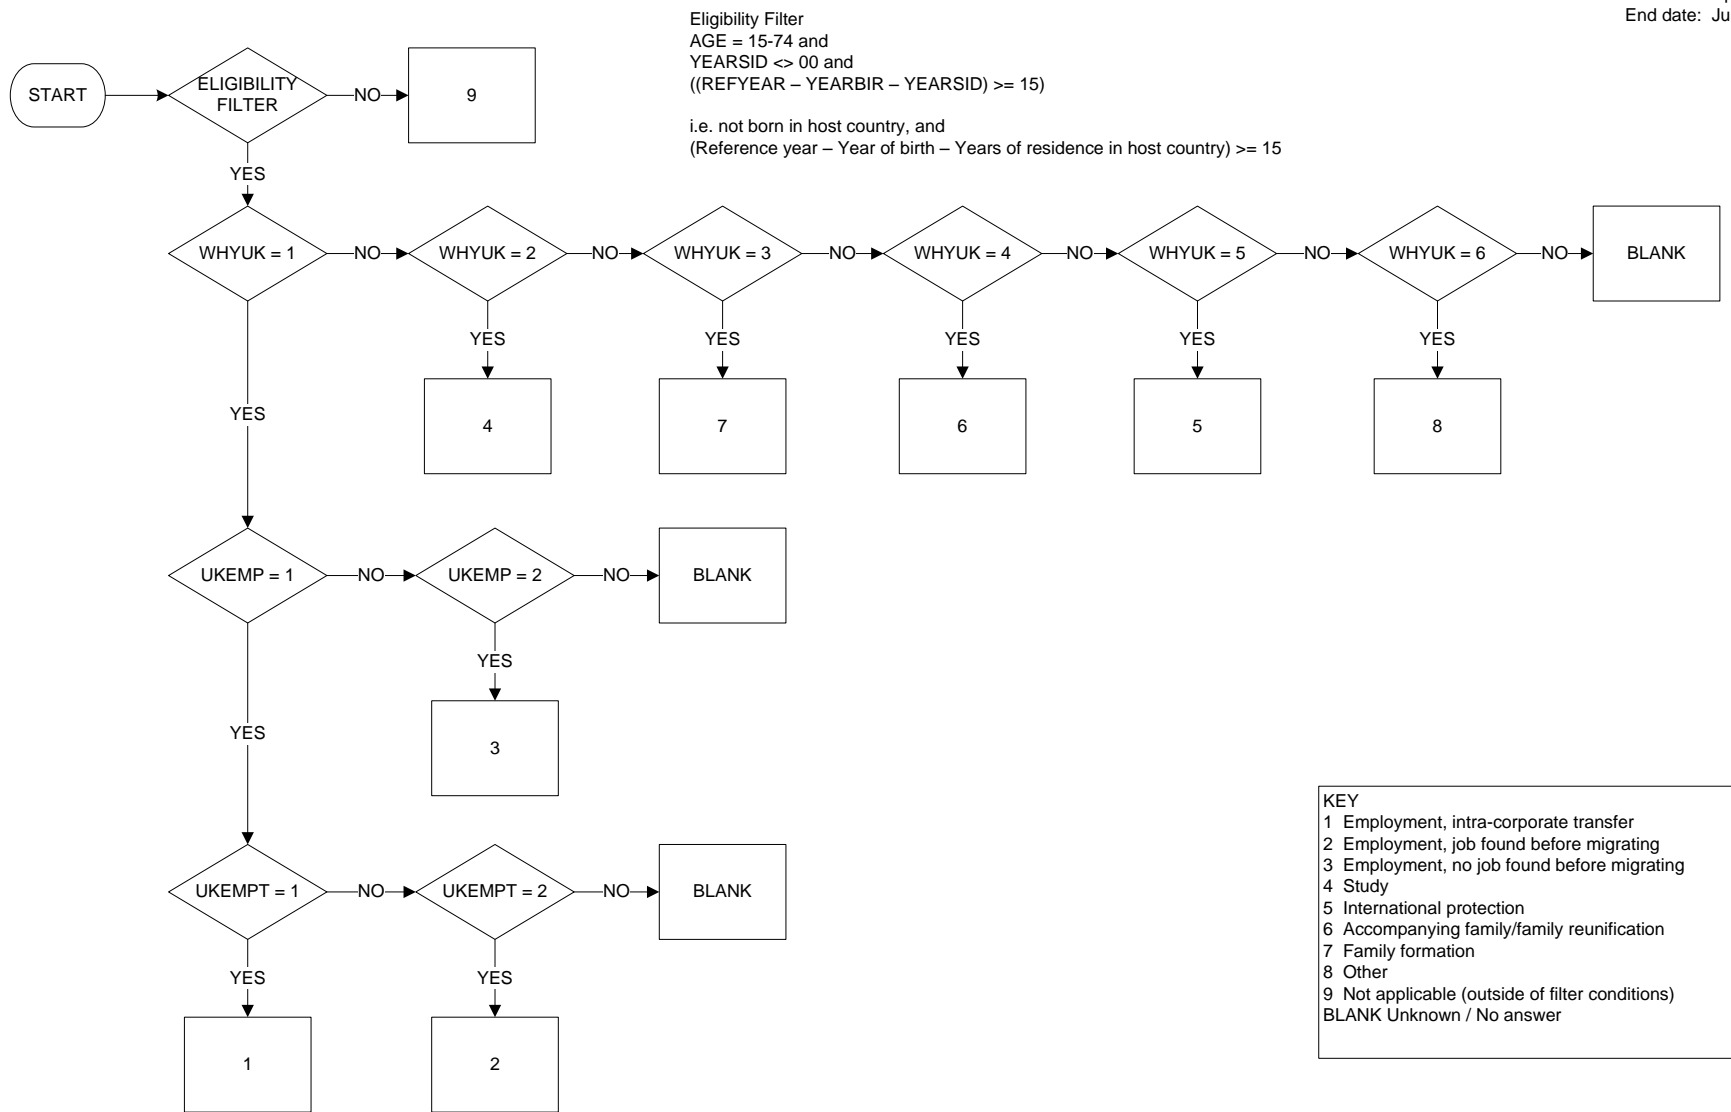 End date: Ju
Eligibility Filter
AGE = 15-74 and
YEARSID <> 00 and
((REFYEAR – YEARBIR – YEARSID) >= 15)
i.e. not born in host country, and
(Reference year – Year of birth – Years of residence in host country) >= 15
START
ELIGIBILITY
FILTER
NO
9
YES
WHYUK = 1
NO
WHYUK = 2
NO
WHYUK = 3
NO
WHYUK = 4
NO
WHYUK = 5
NO
WHYUK = 6
NO
BLANK
YES
YES
YES
YES
YES
YES
4
7
6
5
8
UKEMP = 1
NO
UKEMP = 2
NO
BLANK
YES
YES
3
UKEMPT = 1
NO
UKEMPT = 2
NO
BLANK
YES
YES
1
2
KEY
1 Employment, intra-corporate transfer
2 Employment, job found before migrating
3 Employment, no job found before migrating
4 Study
5 International protection
6 Accompanying family/family reunification
7 Family formation
8 Other
9 Not applicable (outside of filter conditions)
BLANK Unknown / No answer